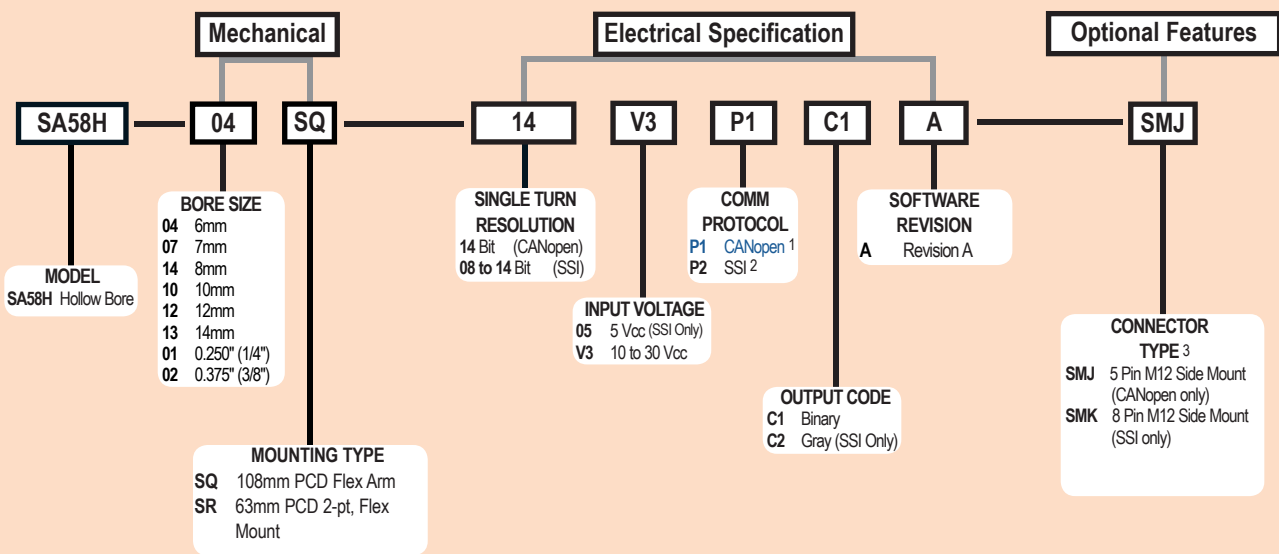 Mechanical
Electrical Specification
Optional Features
SA58H
04
SQ
14
V3
P1
C1
A
SMJ
MODEL
SA58H Hollow Bore
BORE SIZE
04 6mm
07 7mm
14 8mm
10 10mm
12 12mm
13 14mm
01 0.250" (1/4")
02 0.375" (3/8")
MOUNTING TYPE
SQ 108mm PCD Flex Arm
SR 63mm PCD 2-pt, Flex
Mount
SINGLE TURN
RESOLUTION
14 Bit (CANopen)
08 to 14 Bit (SSI)
INPUT VOLTAGE
05 5 Vcc (SSI Only)
V3 10 to 30 Vcc
COMM
PROTOCOL
P1 CANopen 1
P2 SSI 2
OUTPUT CODE
C1 Binary
C2 Gray (SSI Only)
SOFTWARE
REVISION
A Revision A
CONNECTOR
TYPE 3
SMJ 5 Pin M12 Side Mount
(CANopen only)
SMK 8 Pin M12 Side Mount
(SSI only)